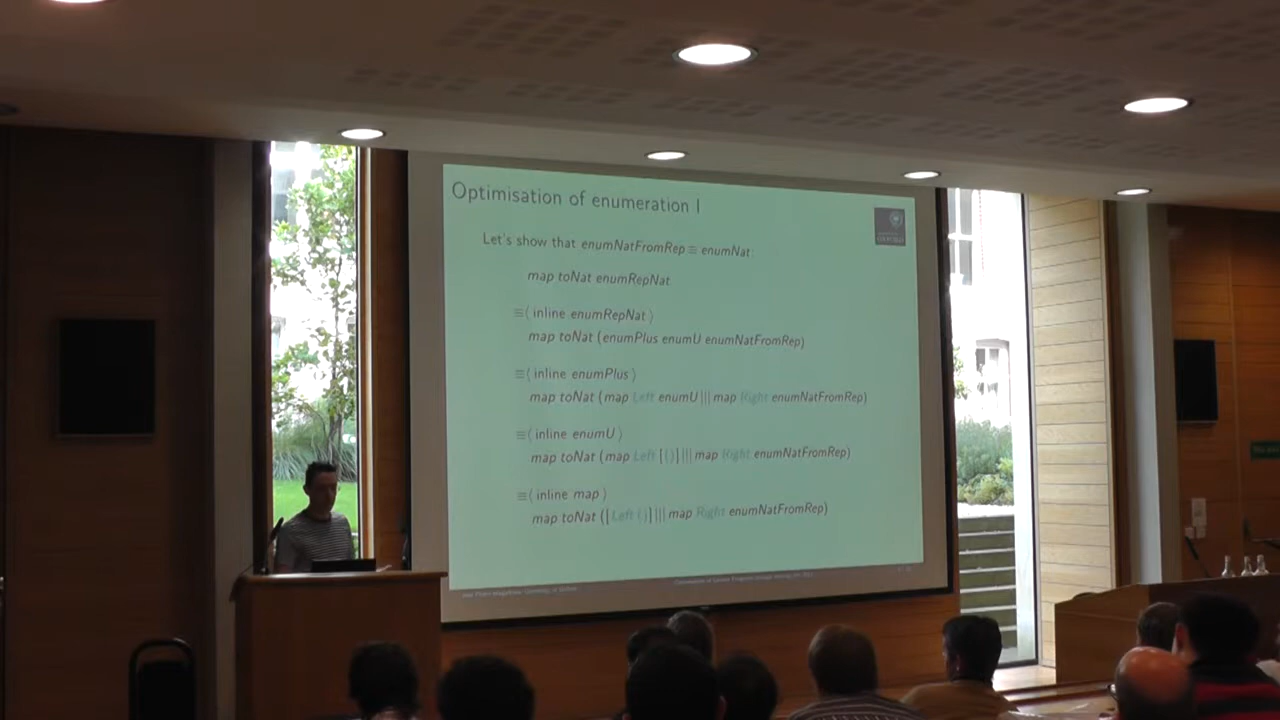 Optimisation of enumeration I
Let's show that enumNatFromRep ≡ enumNat:
map toNat enumRepNat
≡⟨ inline enumRepNat ⟩
map toNat (enumPlus enumU enumNatFromRep)
≡⟨ inline enumPlus ⟩
map toNat (map Left enumU ||| map Right enumNatFromRep)
≡⟨ inline enumU ⟩
map toNat (map Left [()] ||| map Right enumNatFromRep)
≡⟨ inline map ⟩
map toNat ([Left ()] ||| map Right enumNatFromRep)